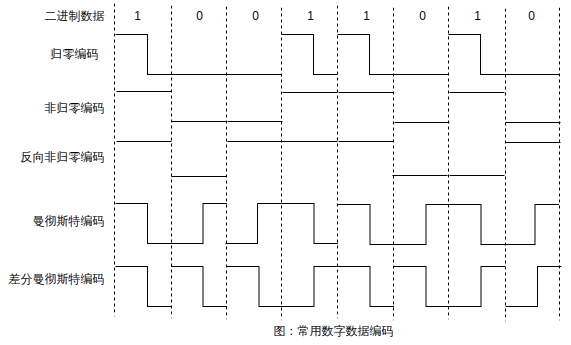 二进制数据 1 0 0 1 1 0 1 0
归零编码
非归零编码
反向非归零编码
曼彻斯特编码
差分曼彻斯特编码
图：常用数字数据编码